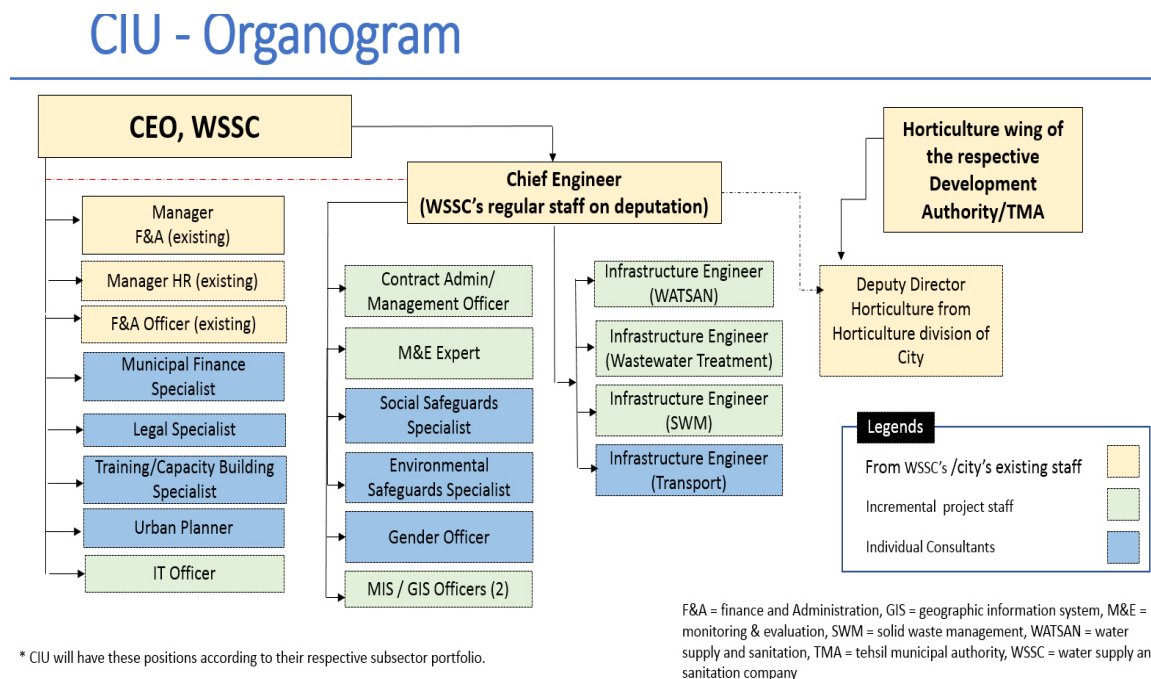 CIU - Organogram
CEO, WSSC
Horticulture wing of
the respective
Development
Authority/TMA
Chief Engineer
(WSSC's regular staff on deputation)
Manager
F&A (existing)
Manager HR (existing)
F&A Officer (existing)
Municipal Finance
Specialist
Legal Specialist
Training/Capacity Building
Specialist
Urban Planner
IT Officer
Contract Admin/
Management Officer
M&E Expert
Social Safeguards
Specialist
Environmental
Safeguards Specialist
Gender Officer
MIS / GIS Officers (2)
Infrastructure Engineer
(WATSAN)
Infrastructure Engineer
(Wastewater Treatment)
Infrastructure Engineer
(SWM)
Infrastructure Engineer
(Transport)
Deputy Director
Horticulture from
Horticulture division of
City
Legends
From WSSC's /city's existing staff
Incremental project staff
Individual Consultants
F&A = finance and Administration, GIS = geographic information system, M&E =
monitoring & evaluation, SWM = solid waste management, WATSAN = water
supply and sanitation, TMA = tehsil municipal authority, WSSC = water supply an
sanitation company
* CIU will have these positions according to their respective subsector portfolio.